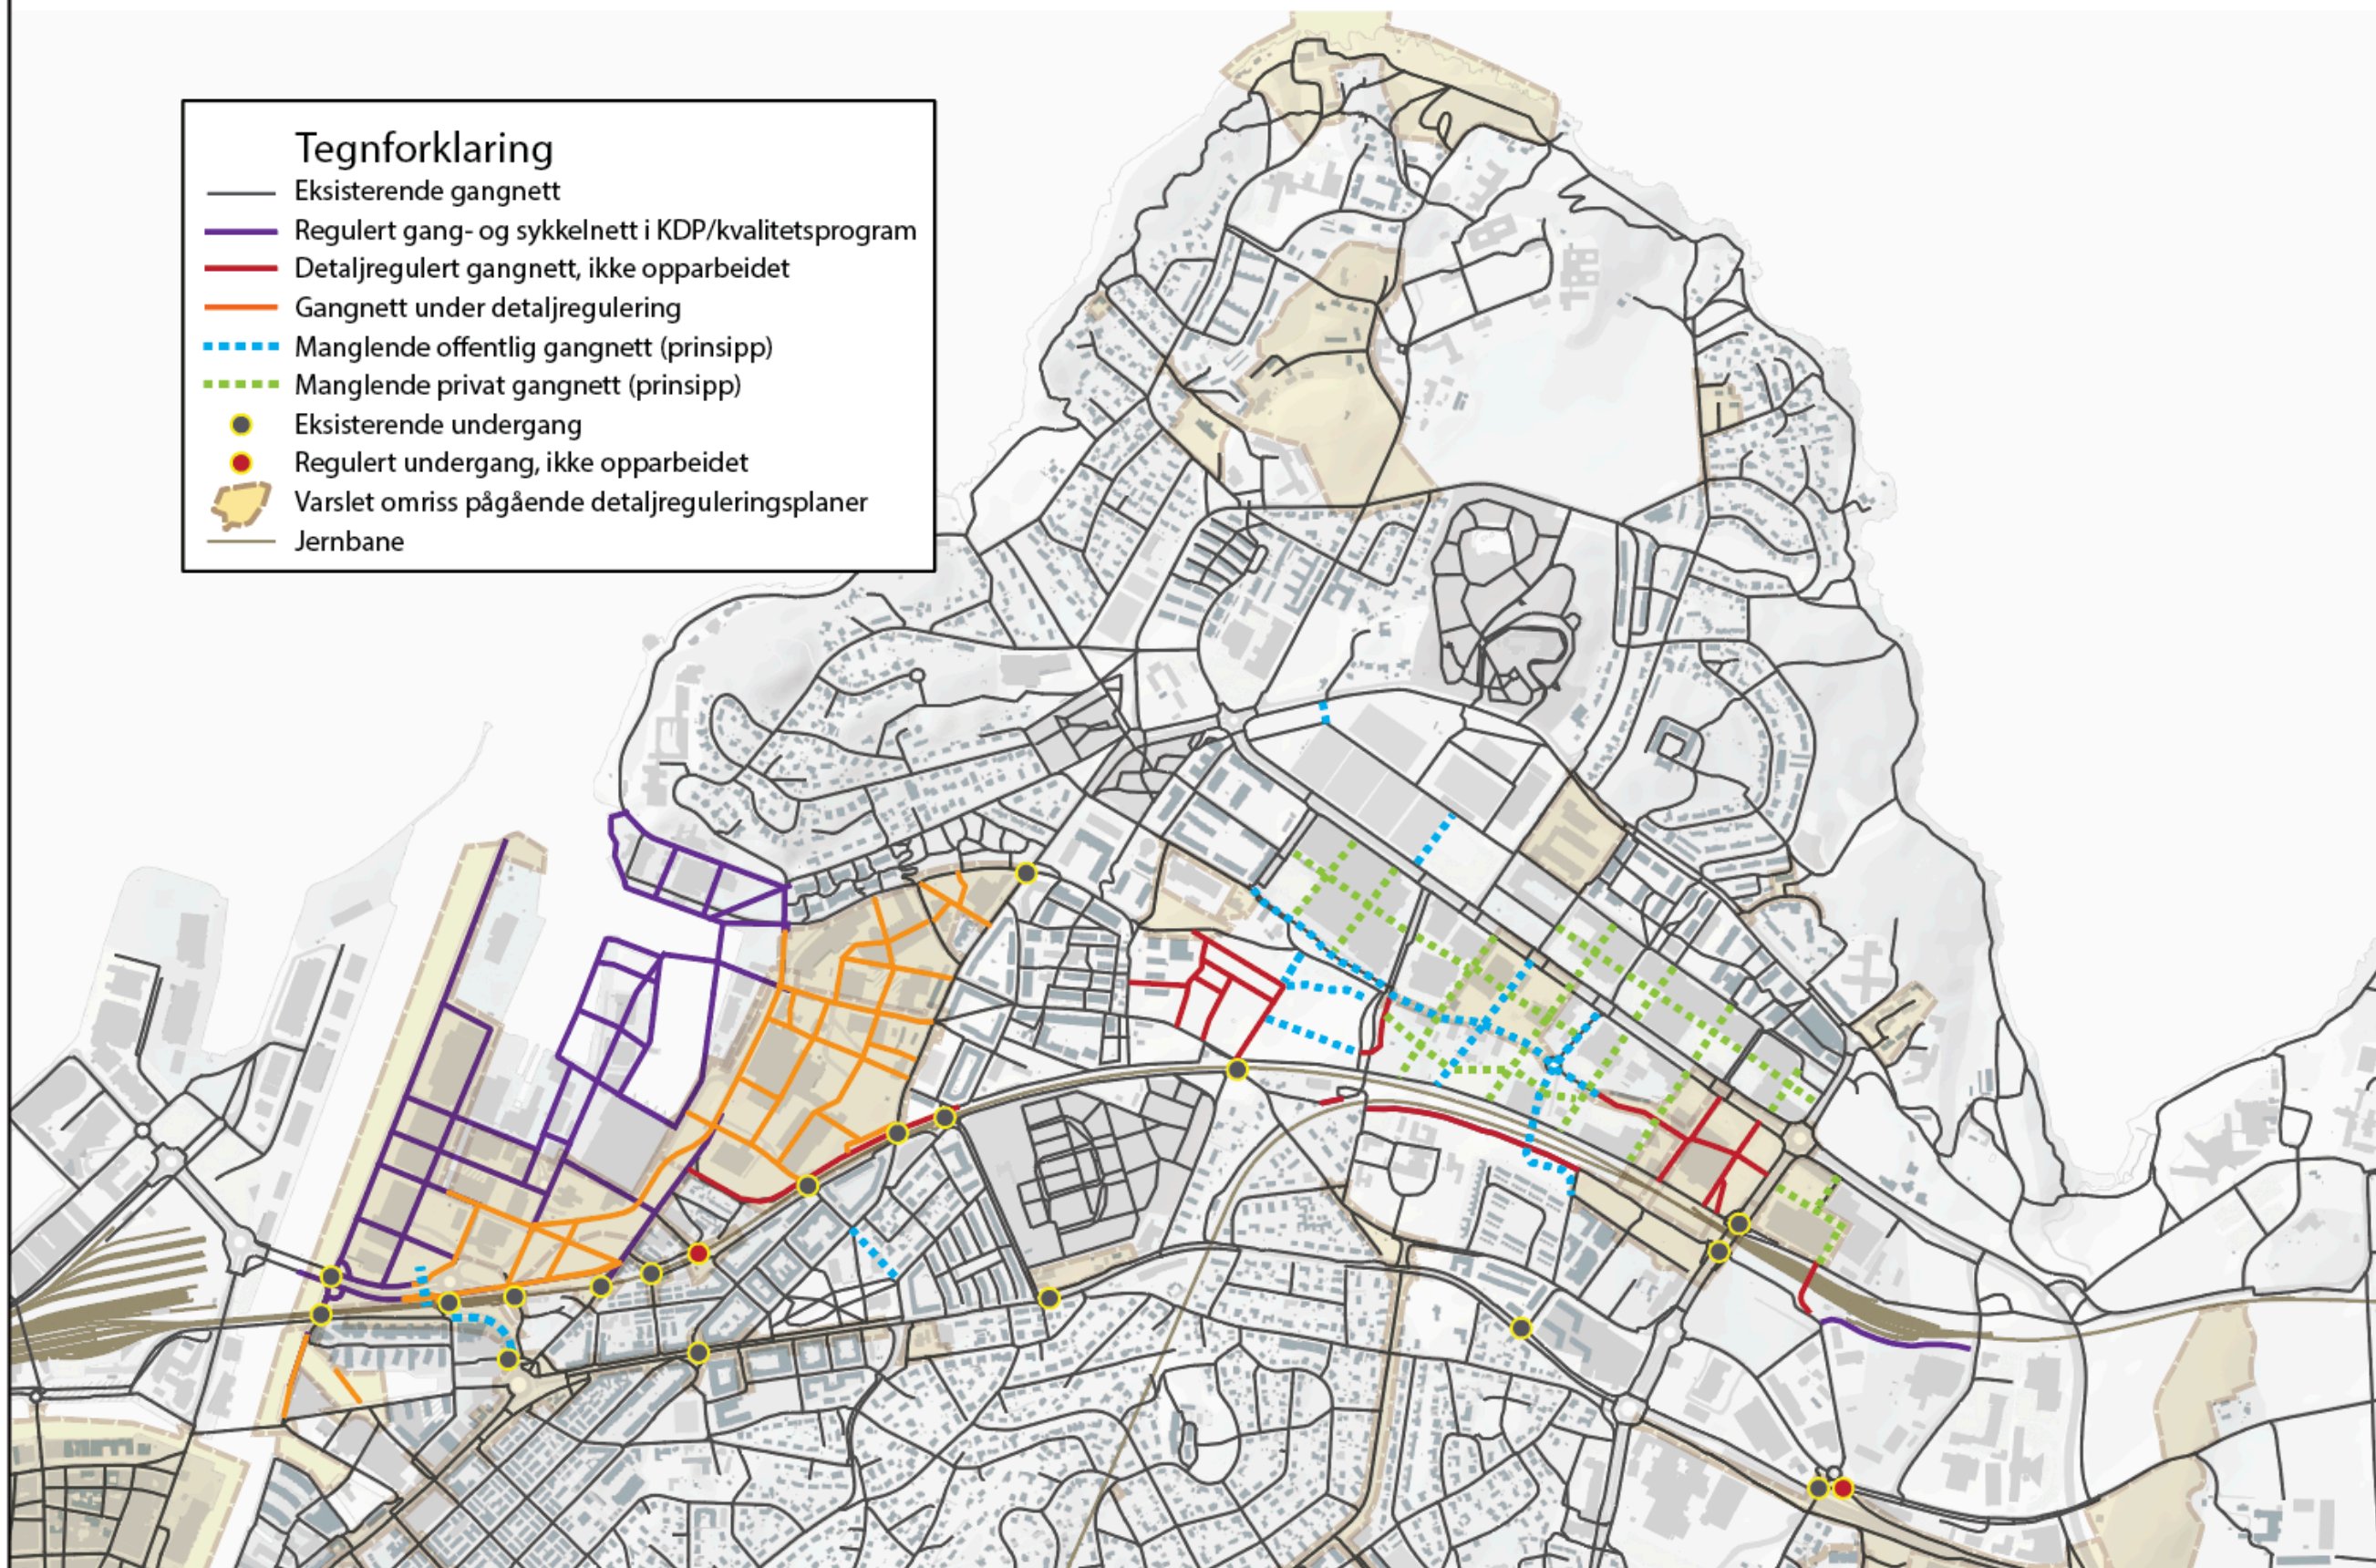 Tegnforklaring
Eksisterende gangnett
Regulert gang- og sykkelnett i KDP/kvalitetsprogram
Detaljregulert gangnett, ikke opparbeidet
Gangnett under detaljregulering
Manglende offentlig gangnett (prinsipp)
Manglende privat gangnett (prinsipp)
Eksisterende undergang
Regulert undergang, ikke opparbeidet
Varslet omriss pågående detaljreguleringsplaner
Jernbane